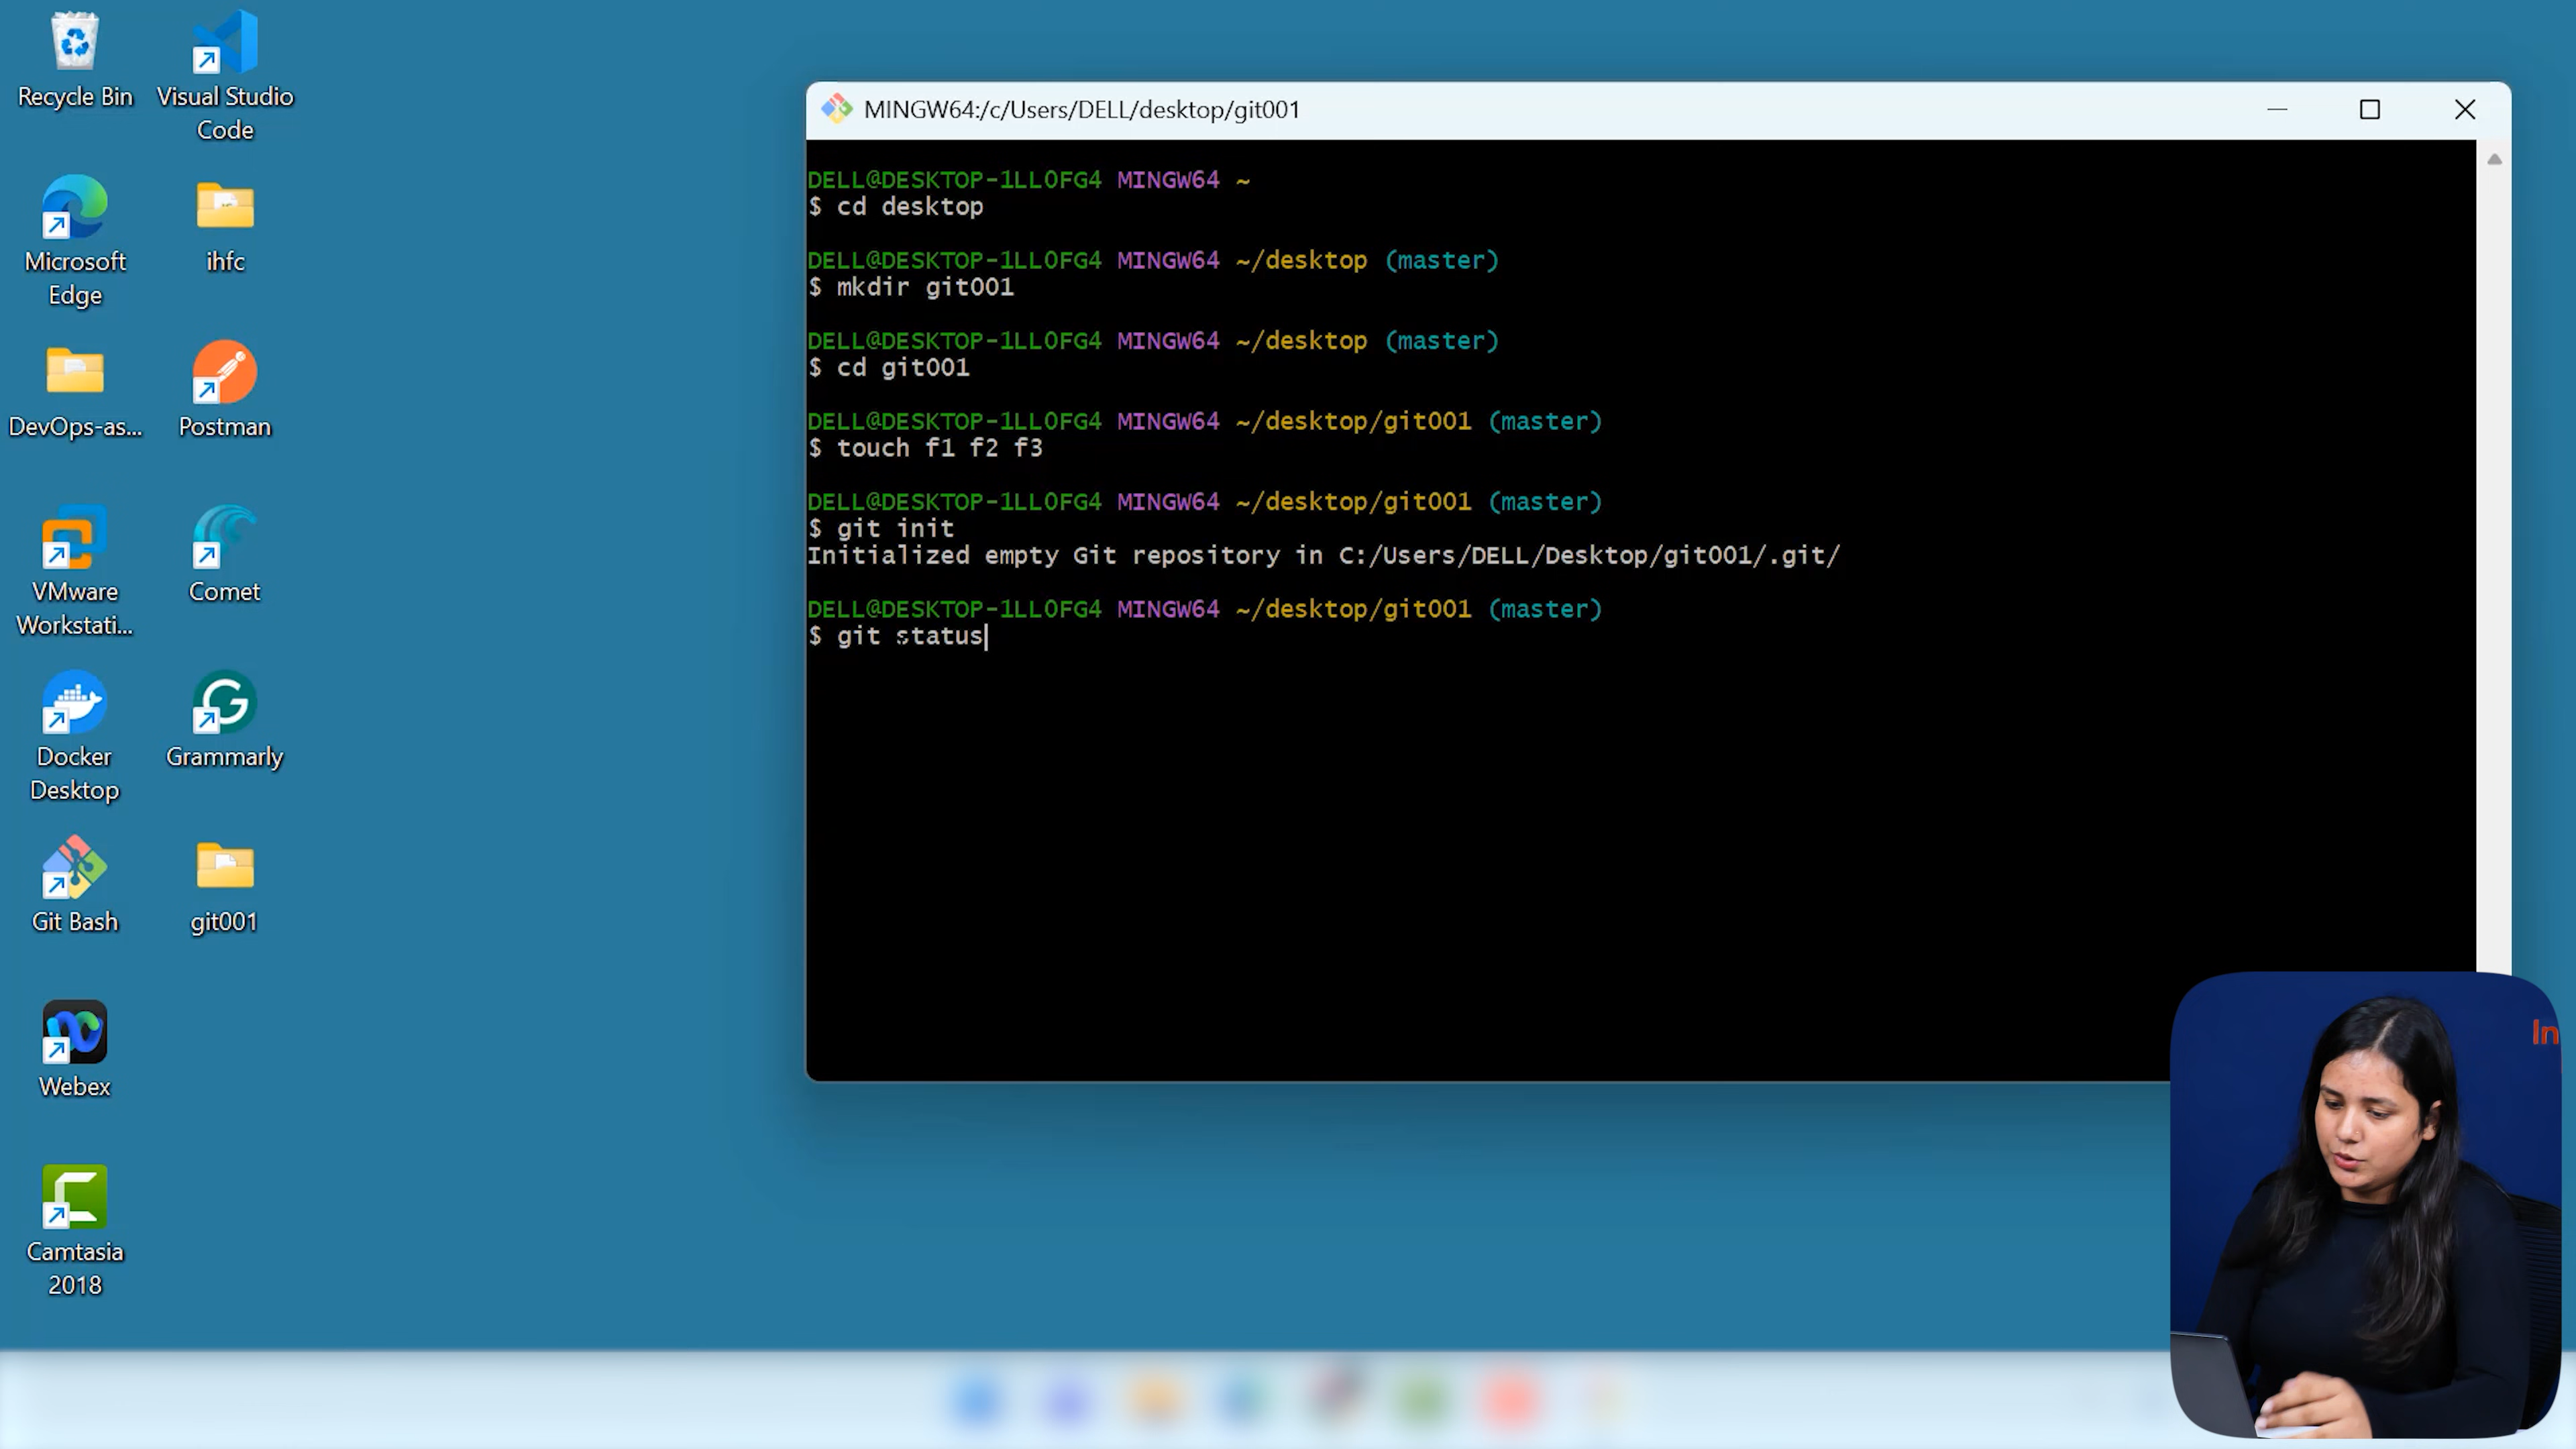 Recycle Bin
Visual Studio
Code
Microsoft
Edge
ihfc
DevOps-as...
Postman
VMware
Workstati...
Comet
Docker
Desktop
Grammarly
Git Bash
git001
Webex
Camtasia
2018
MINGW64:/c/Users/DELL/desktop/git001
DELL@DESKTOP-1LL0FG4 MINGW64 ~
$ cd desktop
DELL@DESKTOP-1LL0FG4 MINGW64 ~/desktop (master)
$ mkdir git001
DELL@DESKTOP-1LL0FG4 MINGW64 ~/desktop (master)
$ cd git001
DELL@DESKTOP-1LL0FG4 MINGW64 ~/desktop/git001 (master)
$ touch f1 f2 f3
DELL@DESKTOP-1LL0FG4 MINGW64 ~/desktop/git001 (master)
$ git init
Initialized empty Git repository in C:/Users/DELL/Desktop/git001/.git/
DELL@DESKTOP-1LL0FG4 MINGW64 ~/desktop/git001 (master)
$ git status
In